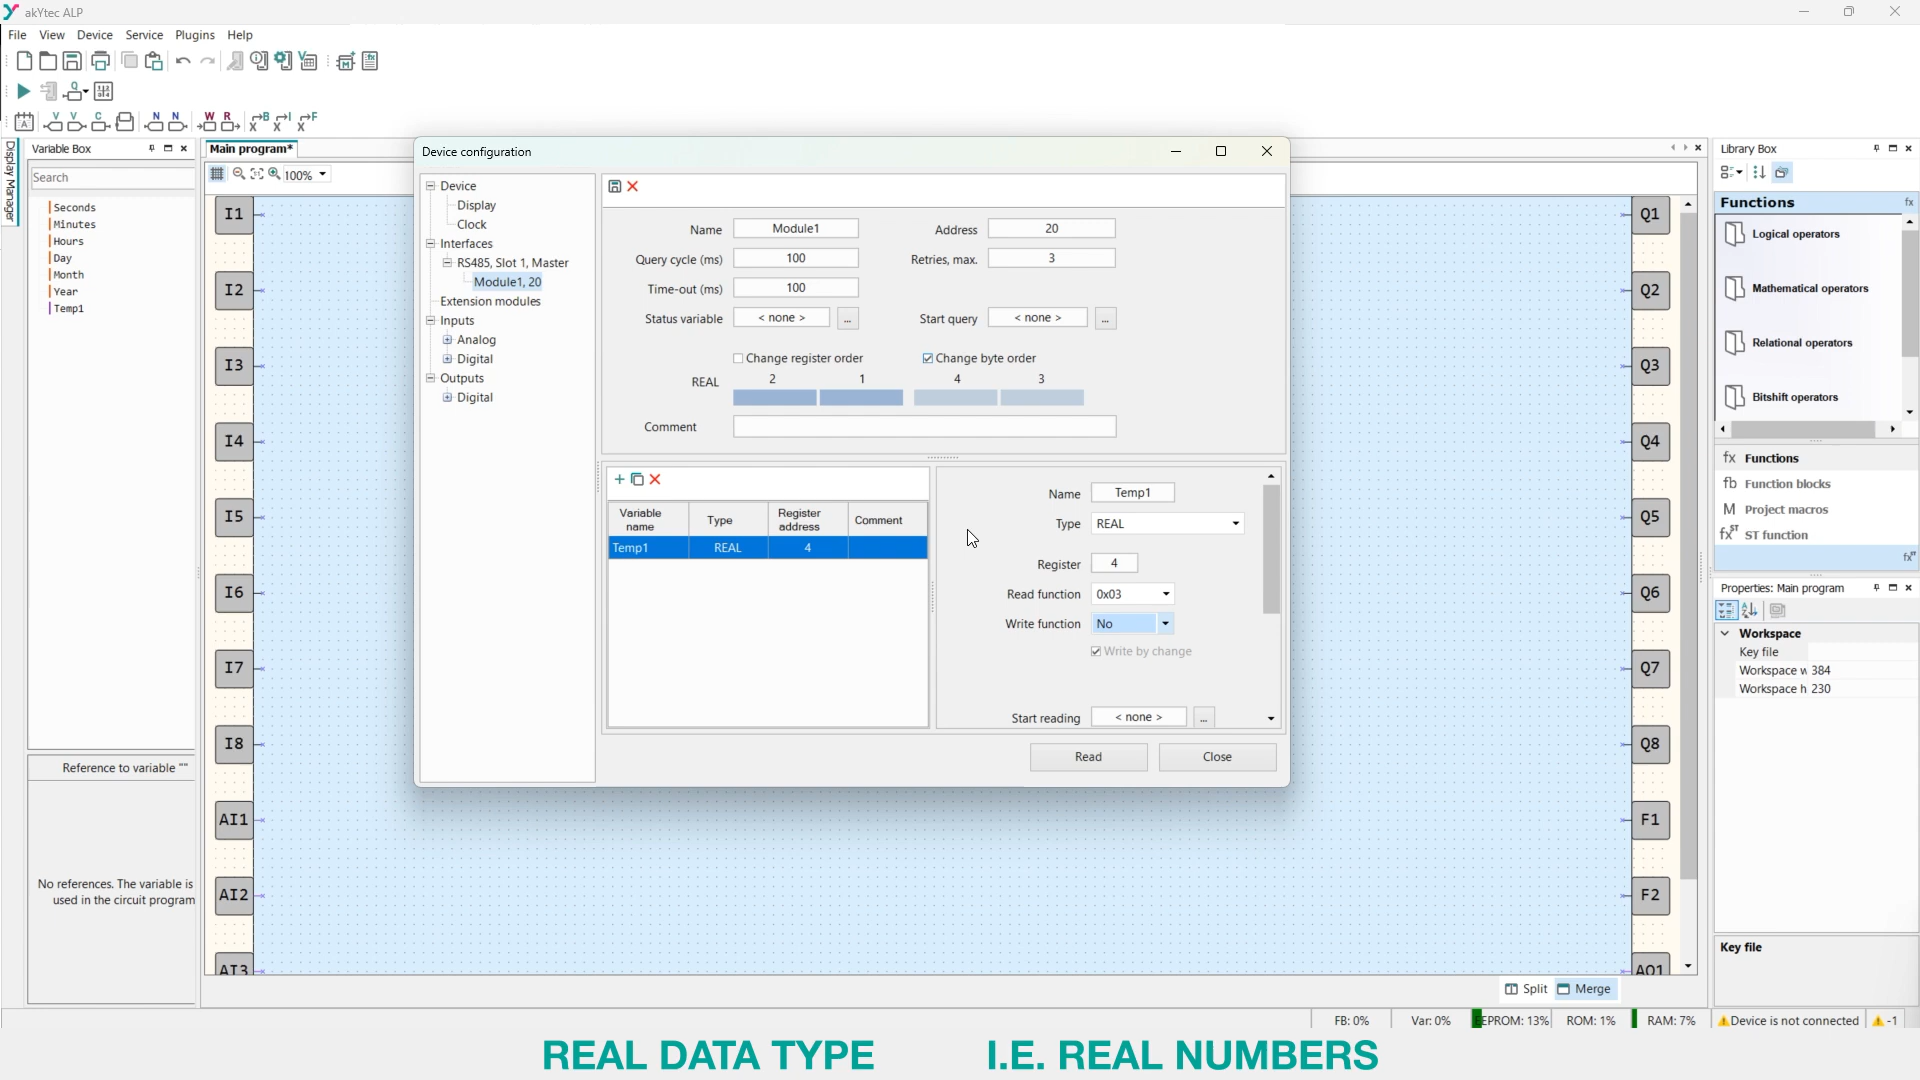 akYtec ALP
File View Device Service Plugins Help
Variable Box
Main program*
Device configuration
Library Box
Display Manager
Search
100%
Seconds
Minutes
Hours
Day
Month
Year
Temp1
Reference to variable ""
No references. The variable is
used in the circuit program
I1
I2
I3
I4
I5
I6
I7
I8
AI1
AI2
AI3
Device
Display
Clock
Interfaces
RS485, Slot 1, Master
Module1, 20
Extension modules
Inputs
Analog
Digital
Outputs
Digital
Name Module1 Address 20
Query cycle (ms) 100 Retries, max. 3
Time-out (ms) 100
Status variable < none > ... Start query < none > ...
Change register order Change byte order
REAL 2 1 4 3
Comment
Variable name Type Register address Comment
Temp1 REAL 4
Name Temp1
Type REAL
Register 4
Read function 0x03
Write function No
Write by change
Start reading < none > ...
Read Close
Q1
Q2
Q3
Q4
Q5
Q6
Q7
Q8
F1
F2
AO1
Functions fx
Logical operators
Mathematical operators
Relational operators
Bitshift operators
fx Functions
fb Function blocks
M Project macros
fx ST ST function
Properties: Main program
Workspace
Key file
Workspace w 384
Workspace h 230
Key file
Split Merge
FB: 0% Var: 0% EEPROM: 13% ROM: 1% RAM: 7% Device is not connected -1
REAL DATA TYPE I.E. REAL NUMBERS